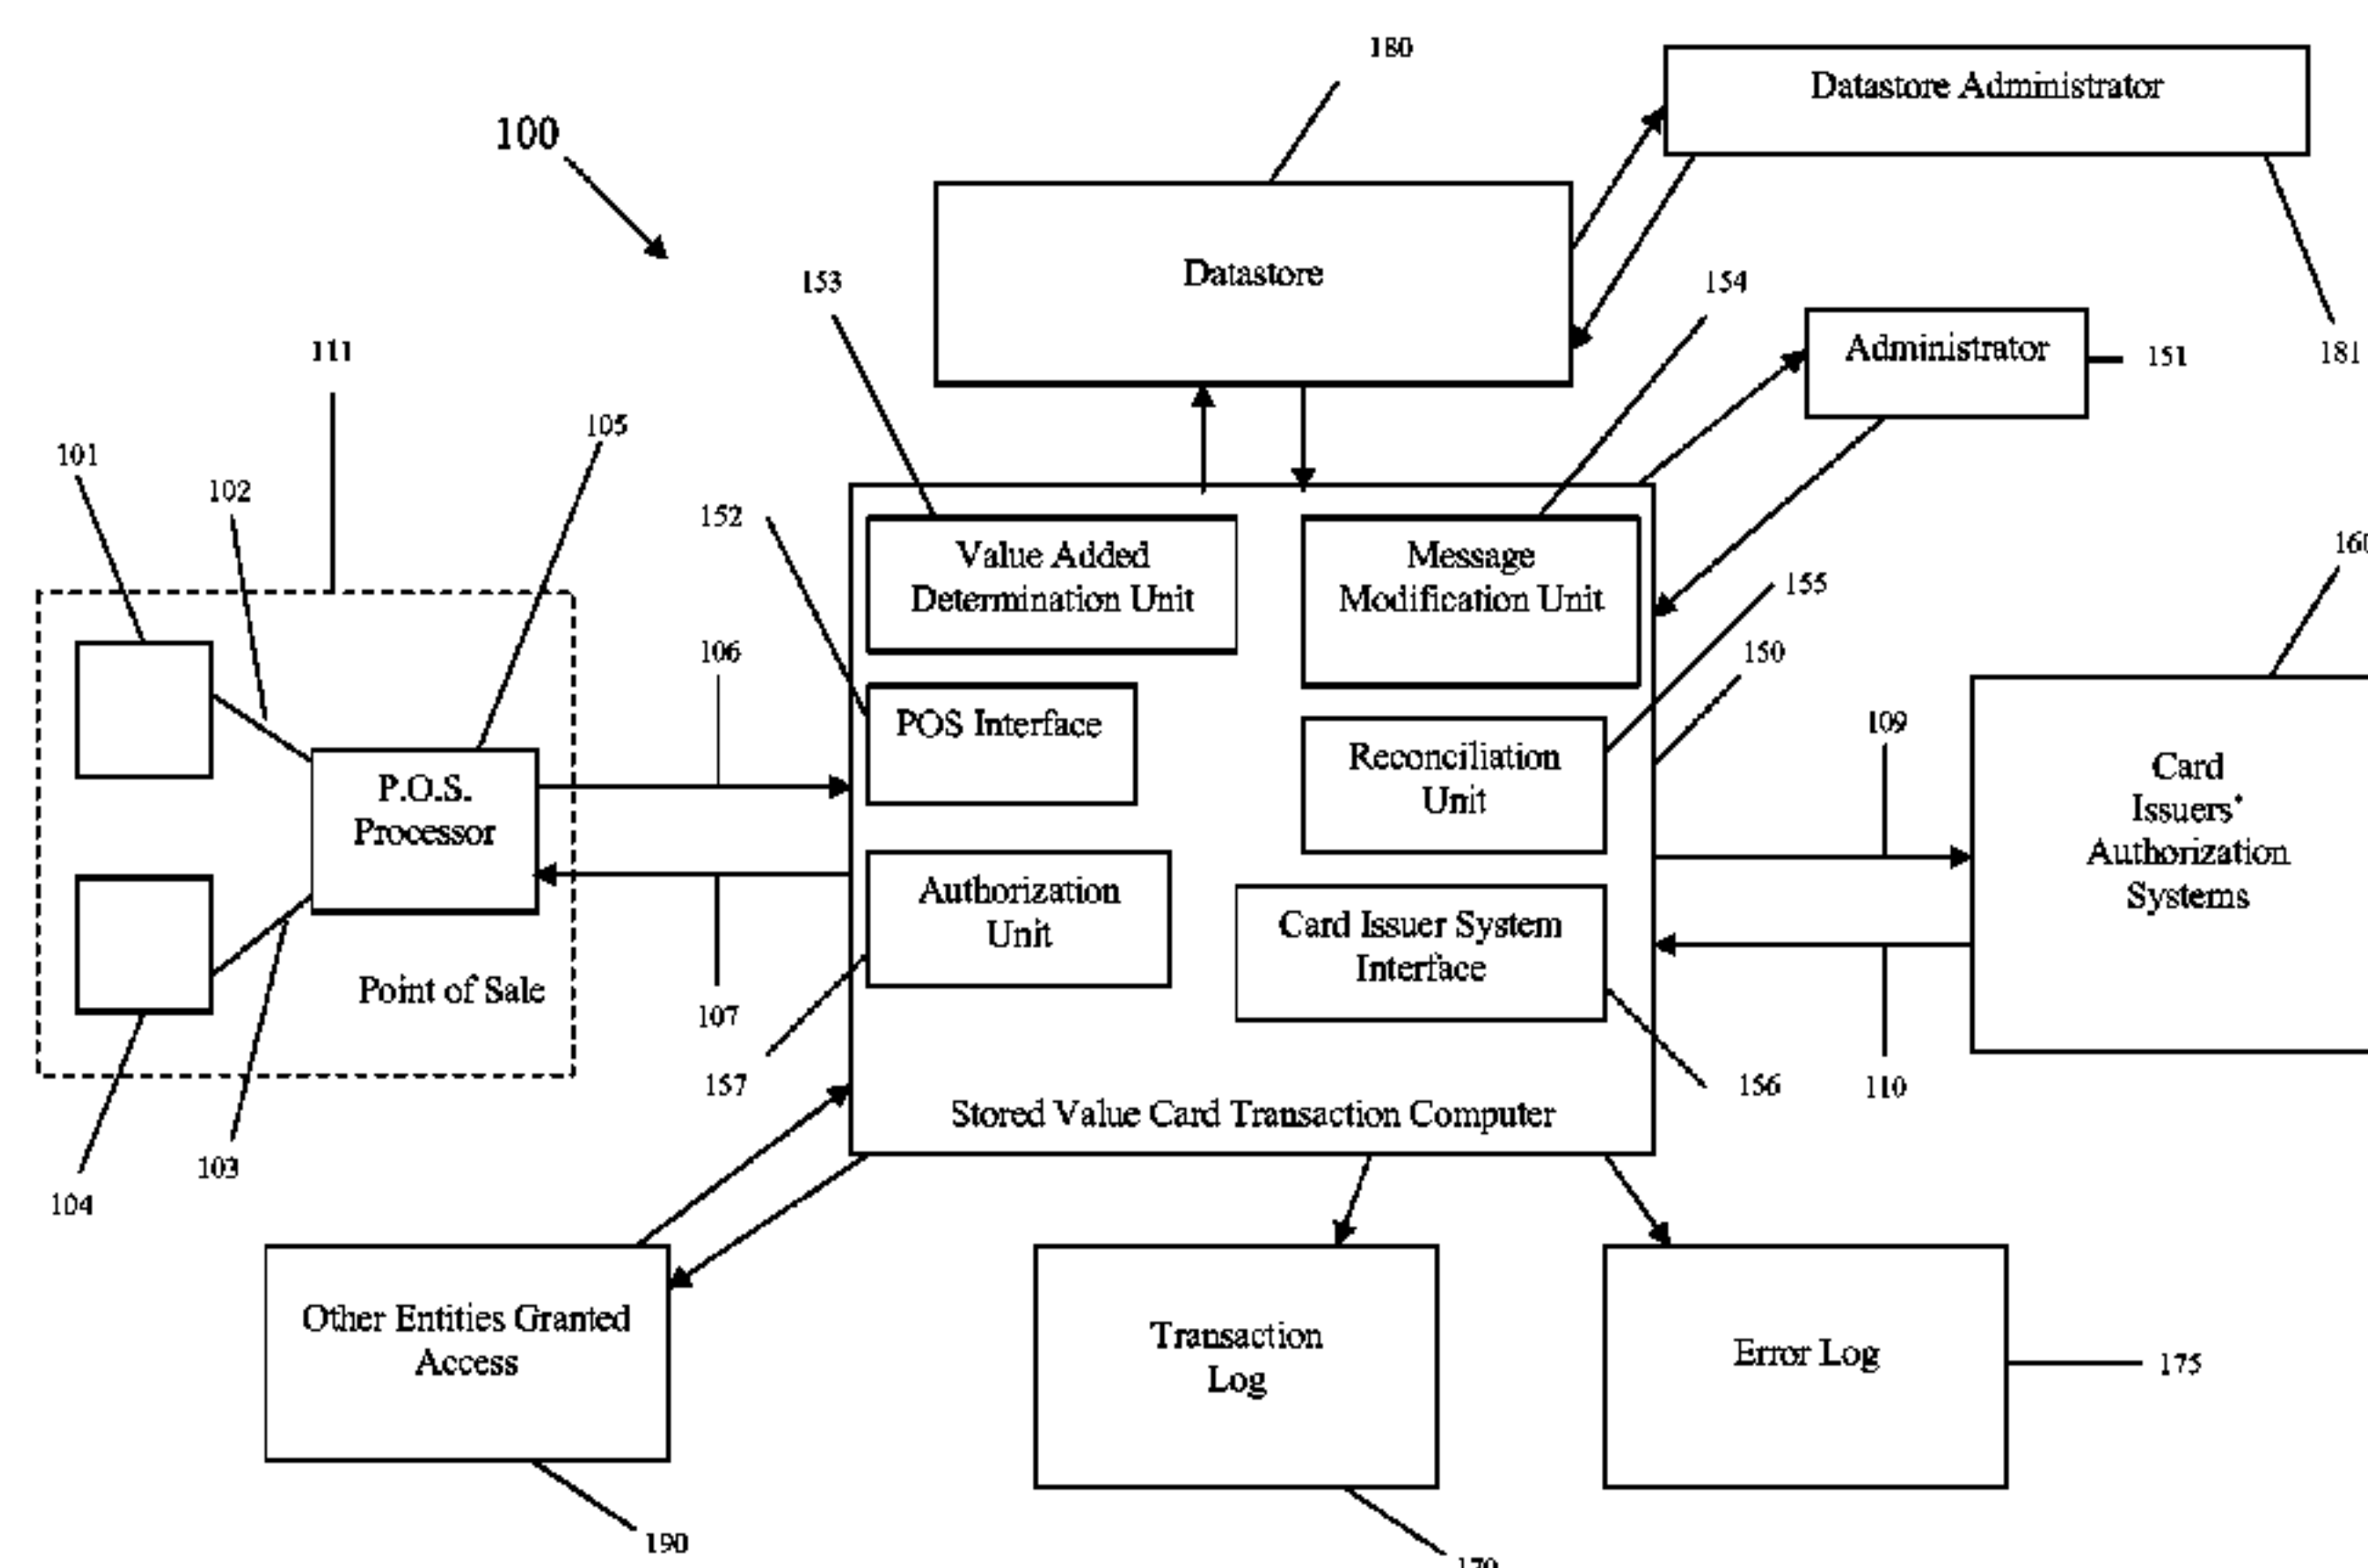 180
Datastore Administrator
100
Datastore
153
154
181
111
Administrator
151
105
101
102
152
Value Added
Determination Unit
Message
Modification Unit
160
155
106
150
POS Interface
109
P.O.S.
Processor
Reconciliation
Unit
Card
Issuers'
Authorization
Systems
Authorization
Unit
Card Issuer System
Interface
Point of Sale
107
157
156
110
Stored Value Card Transaction Computer
103
104
Other Entities Granted
Access
Transaction
Log
Error Log
175
190